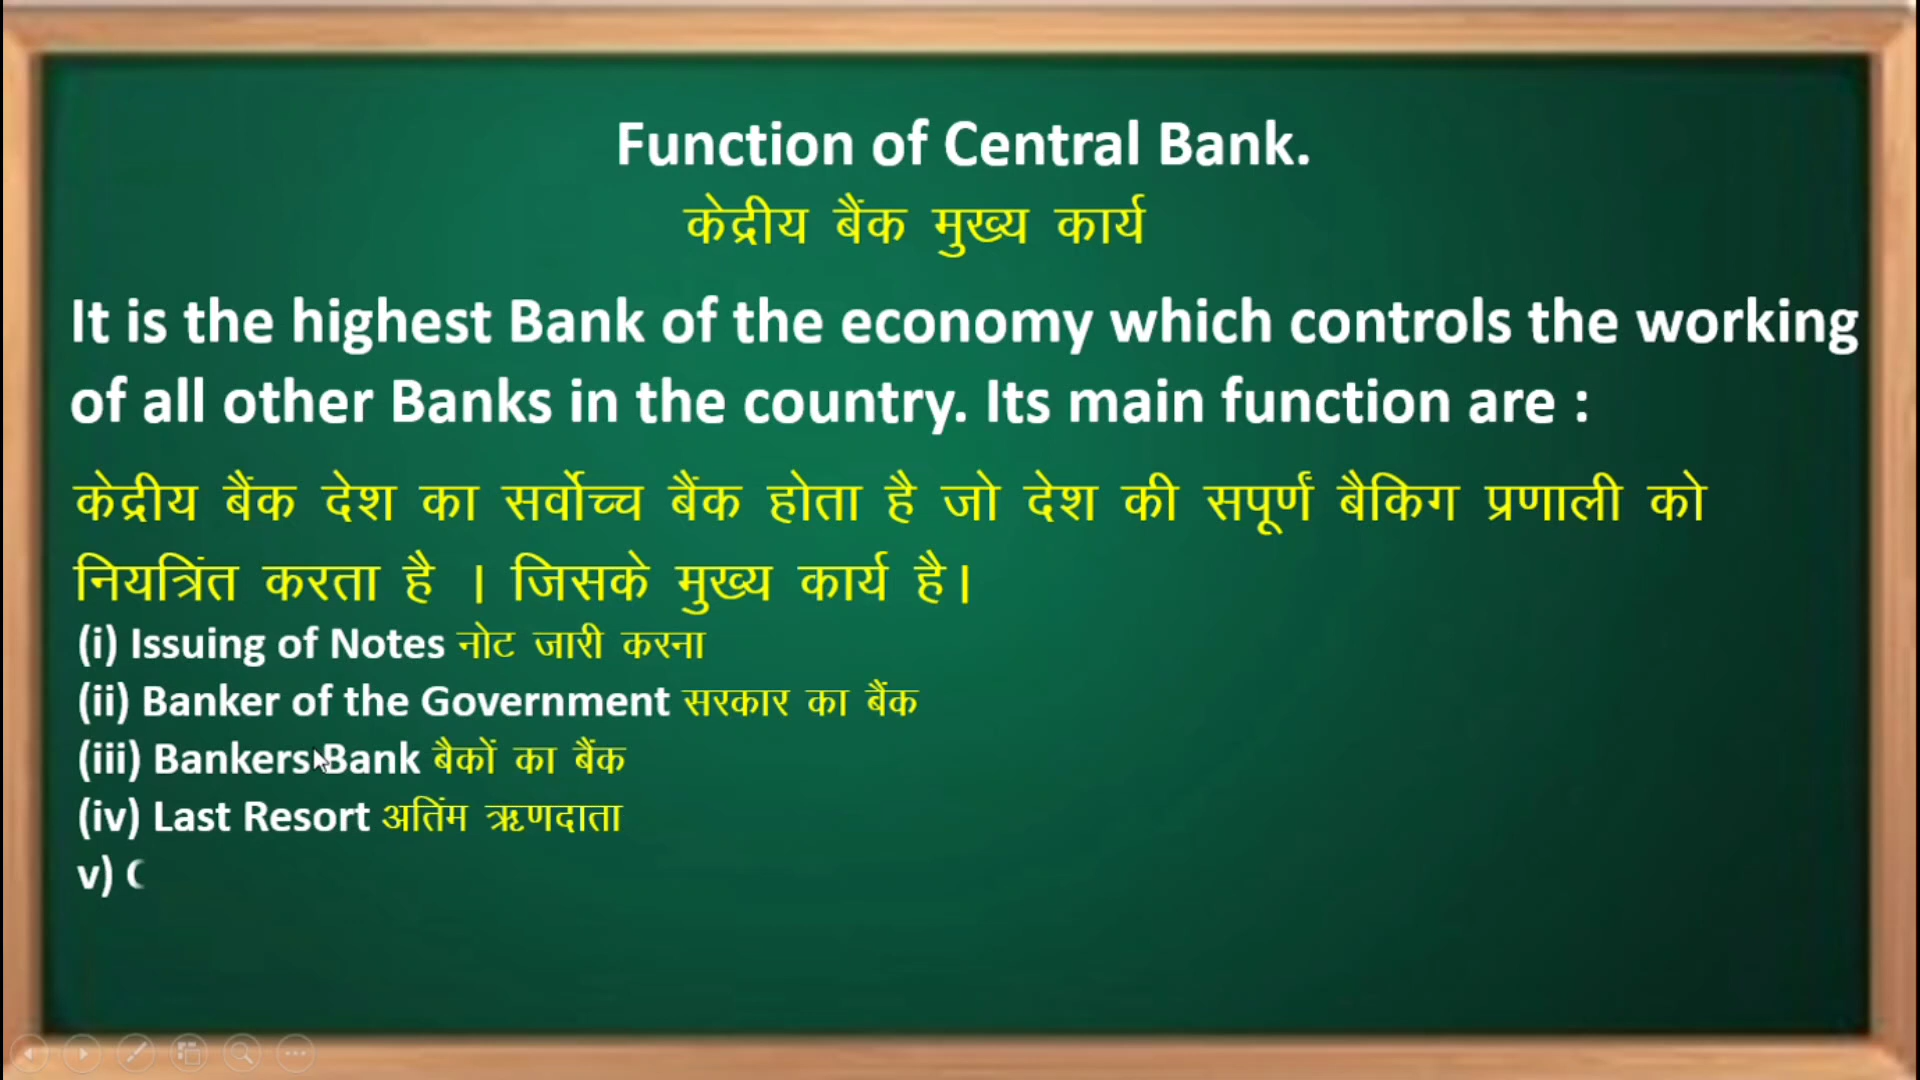 Function of Central Bank.
केद्रीय बैंक मुख्य कार्य
It is the highest Bank of the economy which controls the working
of all other Banks in the country. Its main function are :
केद्रीय बैंक देश का सर्वोच्च बैंक होता है जो देश की सपूर्णं बैकिग प्रणाली को
नियत्रिंत करता है । जिसके मुख्य कार्य है।
(i) Issuing of Notes नोट जारी करना
(ii) Banker of the Government सरकार का बैंक
(iii) Bankers Bank बैकों का बैंक
(iv) Last Resort अतिंम ऋणदाता
v)